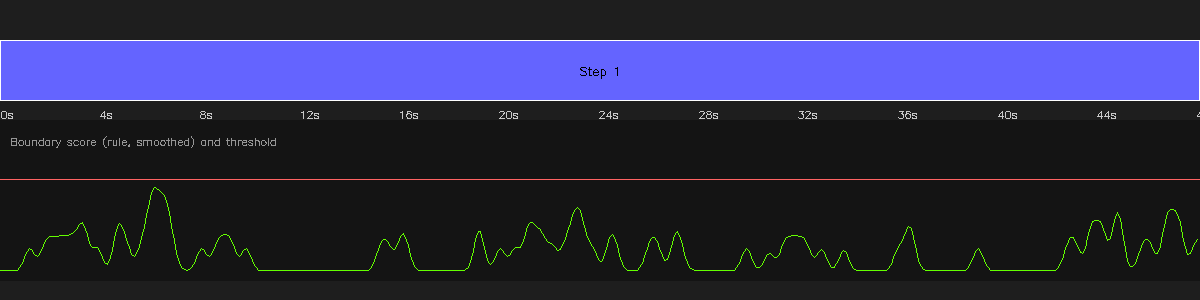 Step 1
0s 4s 8s 12s 16s 20s 24s 28s 32s 36s 40s 44s 4
Boundary score (rule, smoothed) and threshold